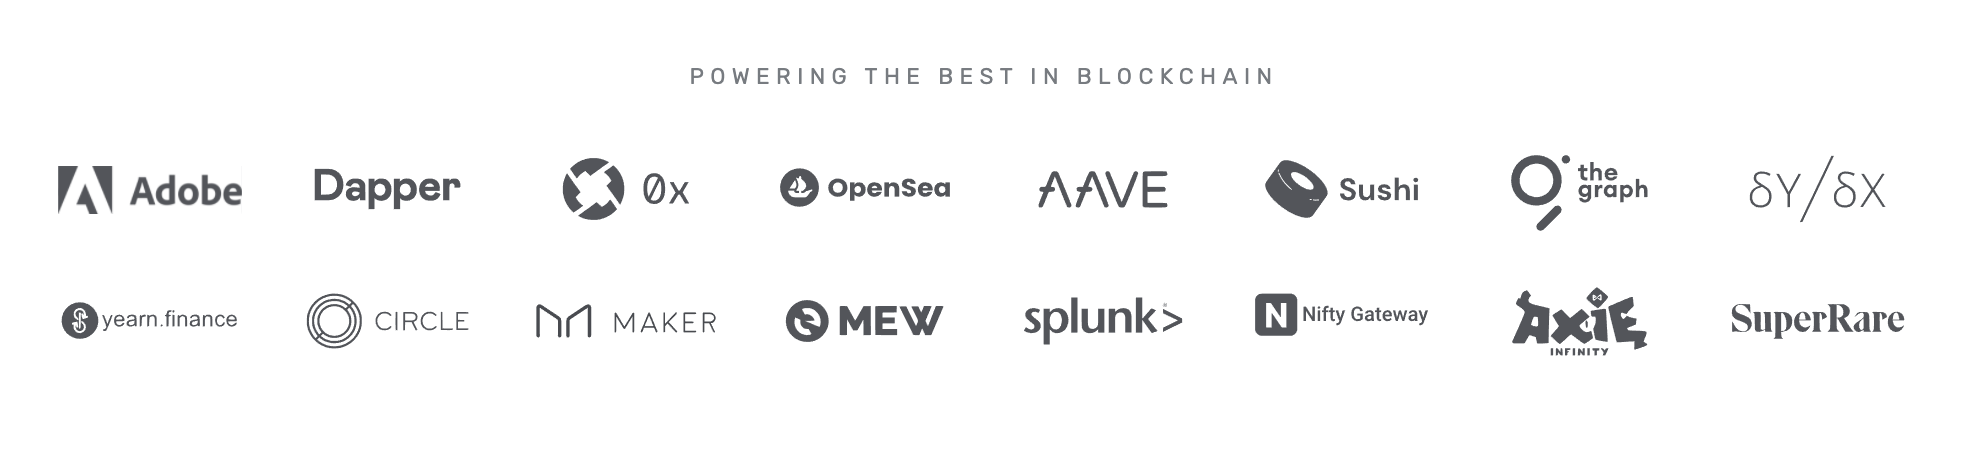 POWERING THE BEST IN BLOCKCHAIN
Adobe
Dapper
0x
OpenSea
AAVE
Sushi
the
graph
δY/δX
yearn.finance
CIRCLE
MAKER
MEW
splunk>
N Nifty Gateway
AXIE
INFINITY
SuperRare